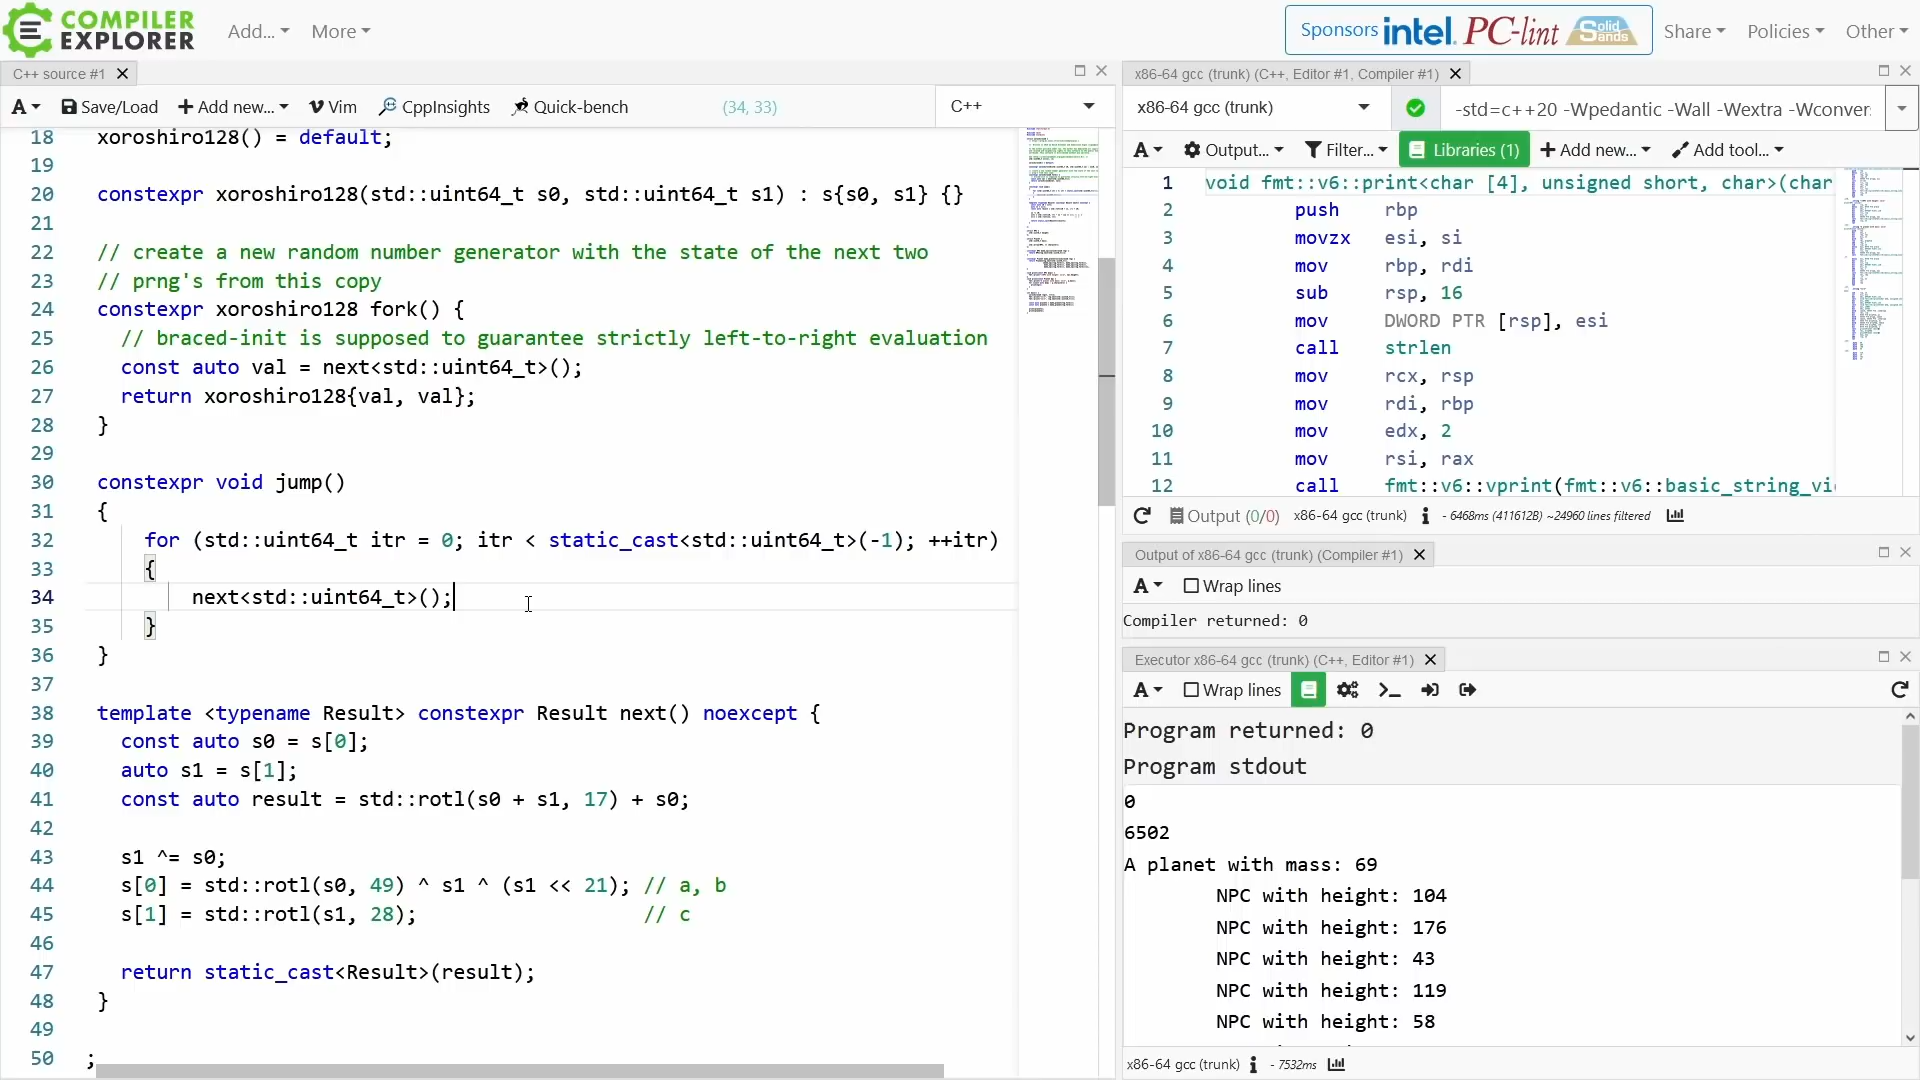 COMPILER
EXPLORER
Add...
More
Sponsors intel. PC-lint Solid Sands
Share
Policies
Other
C++ source #1
A
Save/Load
Add new...
Vim
CppInsights
Quick-bench
(34, 33)
C++
18 xoroshiro128() = default;
19
20 constexpr xoroshiro128(std::uint64_t s0, std::uint64_t s1) : s{s0, s1} {}
21
22 // create a new random number generator with the state of the next two
23 // prng's from this copy
24 constexpr xoroshiro128 fork() {
25 // braced-init is supposed to guarantee strictly left-to-right evaluation
26 const auto val = next<std::uint64_t>();
27 return xoroshiro128{val, val};
28 }
29
30 constexpr void jump()
31 {
32 for (std::uint64_t itr = 0; itr < static_cast<std::uint64_t>(-1); ++itr)
33 {
34 next<std::uint64_t>();
35 }
36 }
37
38 template <typename Result> constexpr Result next() noexcept {
39 const auto s0 = s[0];
40 auto s1 = s[1];
41 const auto result = std::rotl(s0 + s1, 17) + s0;
42
43 s1 ^= s0;
44 s[0] = std::rotl(s0, 49) ^ s1 ^ (s1 << 21); // a, b
45 s[1] = std::rotl(s1, 28); // c
46
47 return static_cast<Result>(result);
48 }
49
50 ;
x86-64 gcc (trunk) (C++, Editor #1, Compiler #1)
x86-64 gcc (trunk)
-std=c++20 -Wpedantic -Wall -Wextra -Wconver
A
Output...
Filter...
Libraries (1)
Add new...
Add tool...
1 void fmt::v6::print<char [4], unsigned short, char>(char
2 push rbp
3 movzx esi, si
4 mov rbp, rdi
5 sub rsp, 16
6 mov DWORD PTR [rsp], esi
7 call strlen
8 mov rcx, rsp
9 mov rdi, rbp
10 mov edx, 2
11 mov rsi, rax
12 call fmt::v6::vprint(fmt::v6::basic_string_vi
Output (0/0) x86-64 gcc (trunk) i - 6468ms (411612B) ~24960 lines filtered
Output of x86-64 gcc (trunk) (Compiler #1)
A
Wrap lines
Compiler returned: 0
Executor x86-64 gcc (trunk) (C++, Editor #1)
A
Wrap lines
Program returned: 0
Program stdout
0
6502
A planet with mass: 69
NPC with height: 104
NPC with height: 176
NPC with height: 43
NPC with height: 119
NPC with height: 58
x86-64 gcc (trunk) i - 7532ms